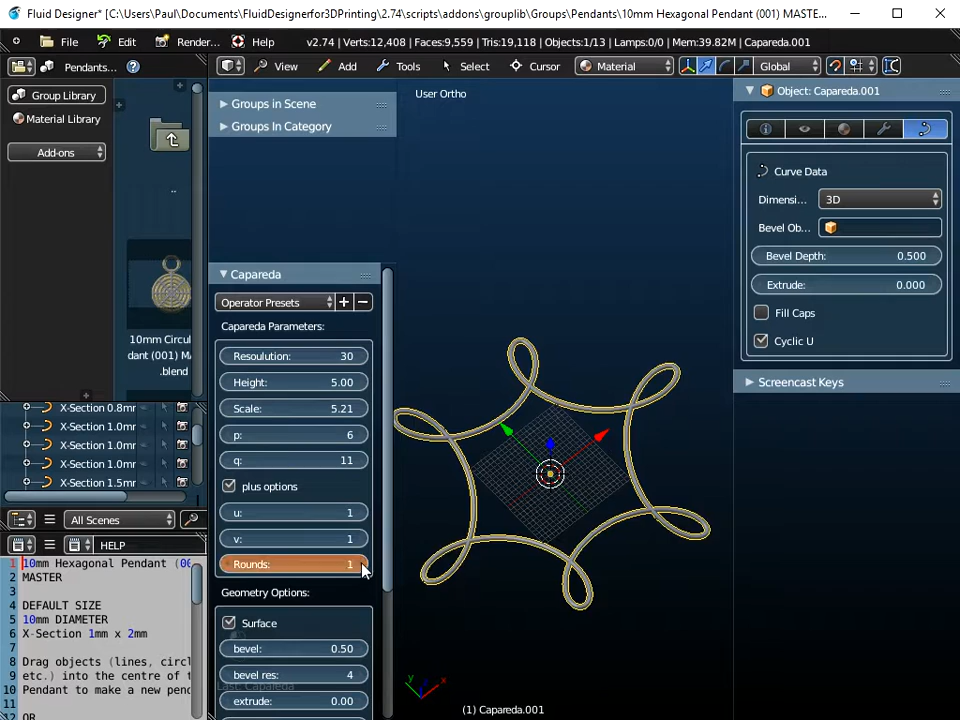 Fluid Designer* [C:\Users\Paul\Documents\FluidDesignerfor3DPrinting\2.74\scripts\addons\grouplib\Groups\Pendants\10mm Hexagonal Pendant (001) MASTE...
File Edit Render... Help v2.74 | Verts:12,408 | Faces:9,559 | Tris:19,118 | Objects:1/13 | Lamps:0/0 | Mem:39.82M | Capareda.001
Pendants... View Add Tools Select Cursor Material Global
Group Library
Material Library
Add-ons
..
10mm Circul
dant (001) M
.blend
X-Section 0.8mr
X-Section 1.0mr
X-Section 1.0mr
X-Section 1.0mr
X-Section 1.5mr
All Scenes
HELP
1 10mm Hexagonal Pendant (00
2 MASTER
3
4 DEFAULT SIZE
5 10mm DIAMETER
6 X-Section 1mm x 2mm
7
8 Drag objects (lines, circl
9 etc.) into the centre of t
10 Pendant to make a new pend
11
12 OR
Groups in Scene
Groups In Category
Capareda
Operator Presets
Capareda Parameters:
Resoulution: 30
Height: 5.00
Scale: 5.21
p: 6
q: 11
plus options
u: 1
v: 1
Rounds: 1
Geometry Options:
Surface
bevel: 0.50
bevel res: 4
Last: Capareda
extrude: 0.00
User Ortho
y
z
x
(1) Capareda.001
Object: Capareda.001
Curve Data
Dimensi... 3D
Bevel Ob...
Bevel Depth: 0.500
Extrude: 0.000
Fill Caps
Cyclic U
Screencast Keys